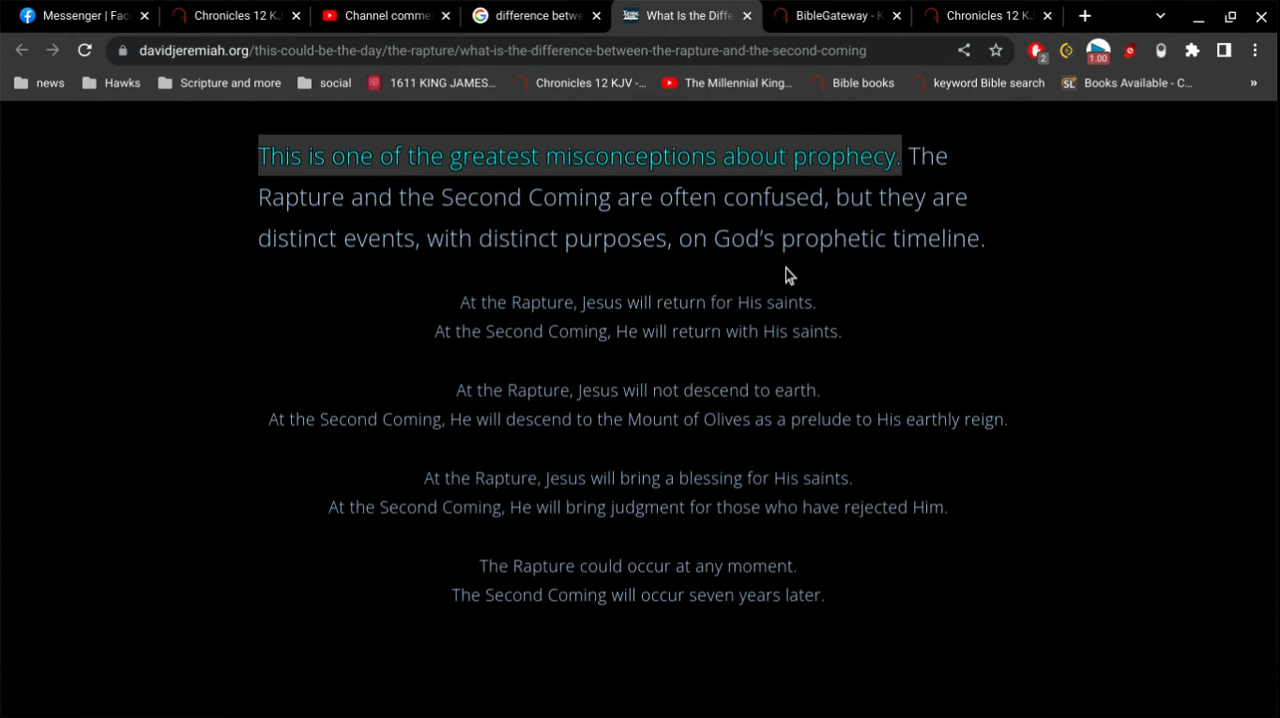 Messenger | Fac
Chronicles 12 KJ
Channel comme
difference betwe
What Is the Diffe
BibleGateway - K
Chronicles 12 KJ
davidjeremiah.org/this-could-be-the-day/the-rapture/what-is-the-difference-between-the-rapture-and-the-second-coming
2
1.00
news
Hawks
Scripture and more
social
1611 KING JAMES...
Chronicles 12 KJV -...
The Millennial King...
Bible books
keyword Bible search
SL
Books Available - C...
»
This is one of the greatest misconceptions about prophecy. The
Rapture and the Second Coming are often confused, but they are
distinct events, with distinct purposes, on God’s prophetic timeline.
At the Rapture, Jesus will return for His saints.
At the Second Coming, He will return with His saints.
At the Rapture, Jesus will not descend to earth.
At the Second Coming, He will descend to the Mount of Olives as a prelude to His earthly reign.
At the Rapture, Jesus will bring a blessing for His saints.
At the Second Coming, He will bring judgment for those who have rejected Him.
The Rapture could occur at any moment.
The Second Coming will occur seven years later.